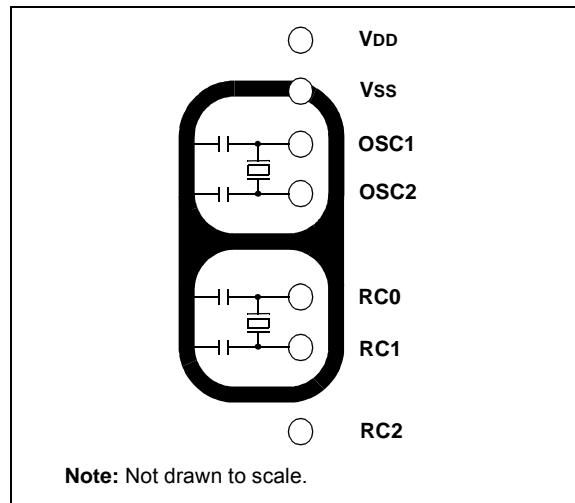 VDD
VSS
OSC1
OSC2
RC0
RC1
RC2
Note: Not drawn to scale.